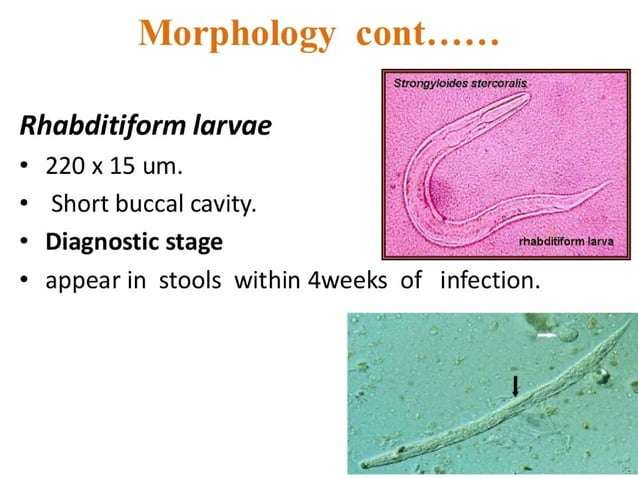 Morphology cont……
Strongyloides stercoralis
Rhabditiform larvae
• 220 x 15 um.
• Short buccal cavity.
• Diagnostic stage
rhabditiform larva
• appear in stools within 4weeks of infection.